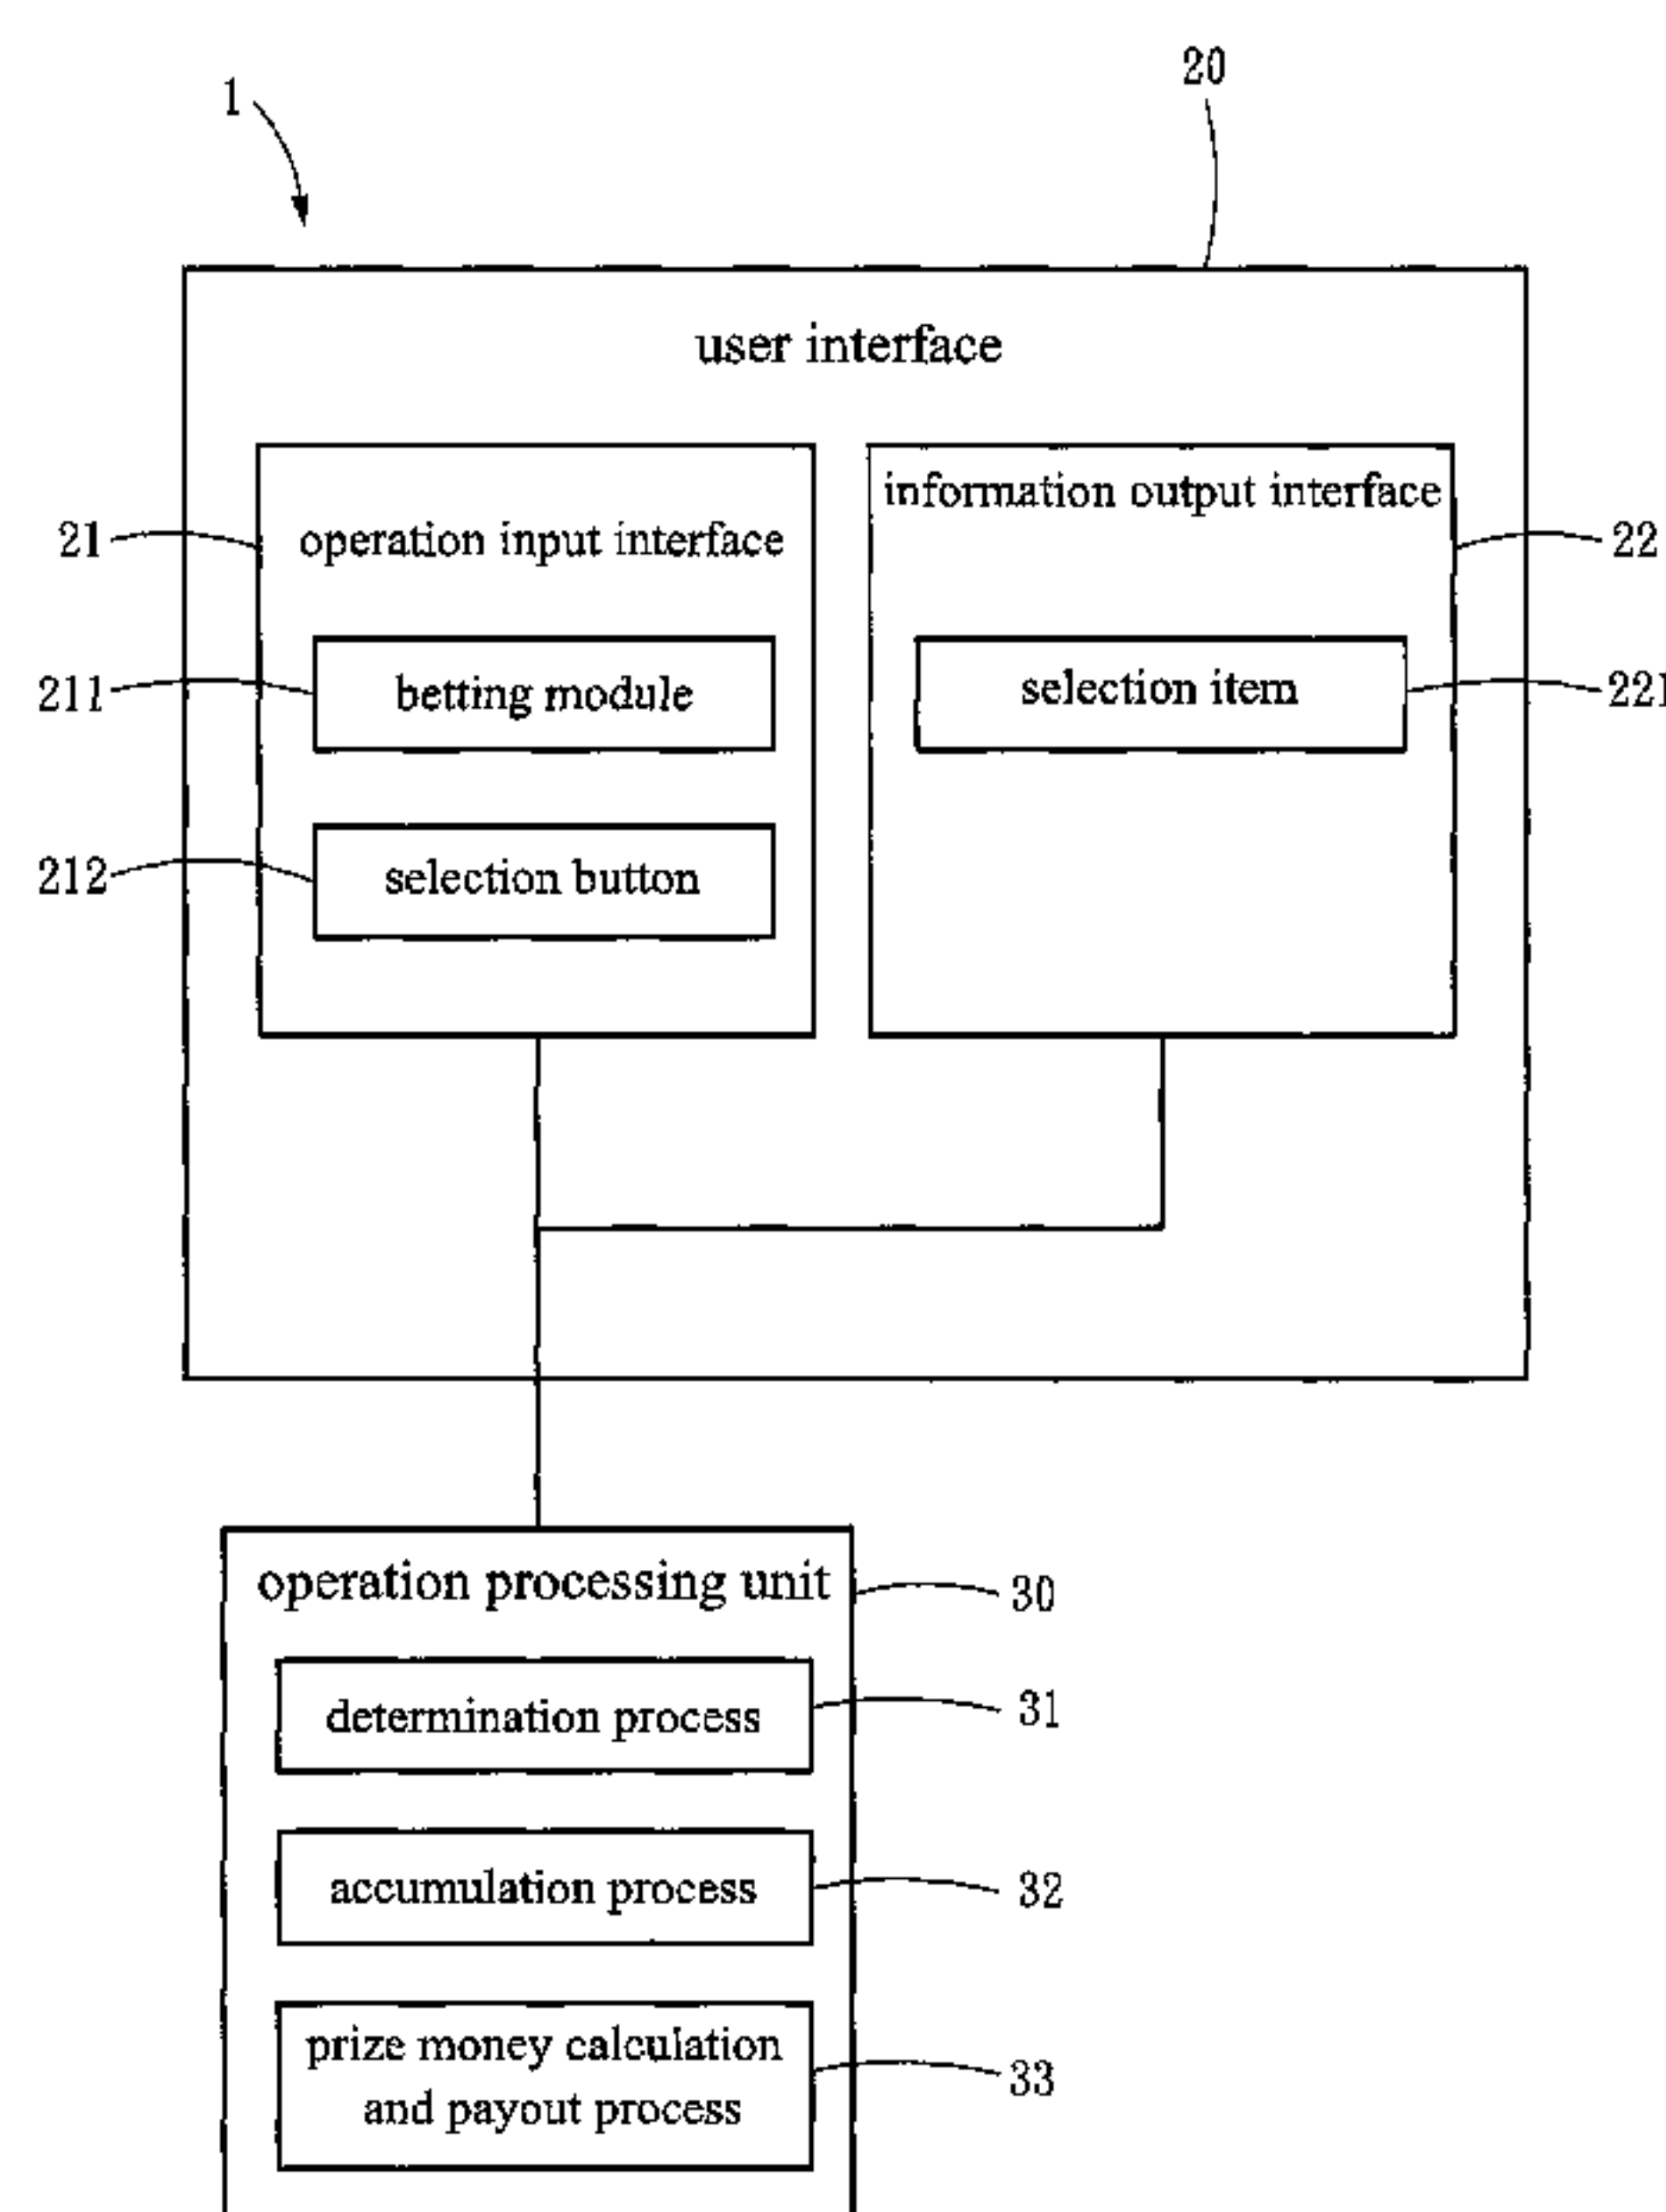 1
20
user interface
operation input interface
information output interface
21
22
211
betting module
selection item
221
212
selection button
operation processing unit
30
determination process
31
accumulation process
32
prize money calculation
and payout process
33